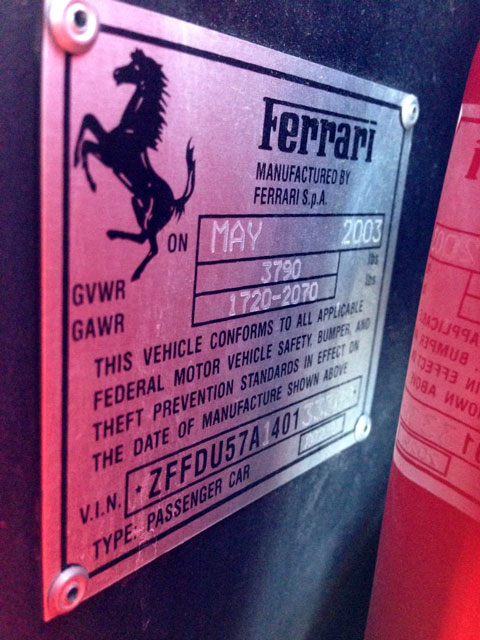 Ferrari
MANUFACTURED BY
FERRARI S.p.A.
ON MAY 2003
GVWR 3790 lbs
GAWR 1720-2070 lbs
THIS VEHICLE CONFORMS TO ALL APPLICABLE
FEDERAL MOTOR VEHICLE SAFETY, BUMPER, AND
THEFT PREVENTION STANDARDS IN EFFECT ON
THE DATE OF MANUFACTURE SHOWN ABOVE
V.I.N.
TYPE: PASSENGER CAR